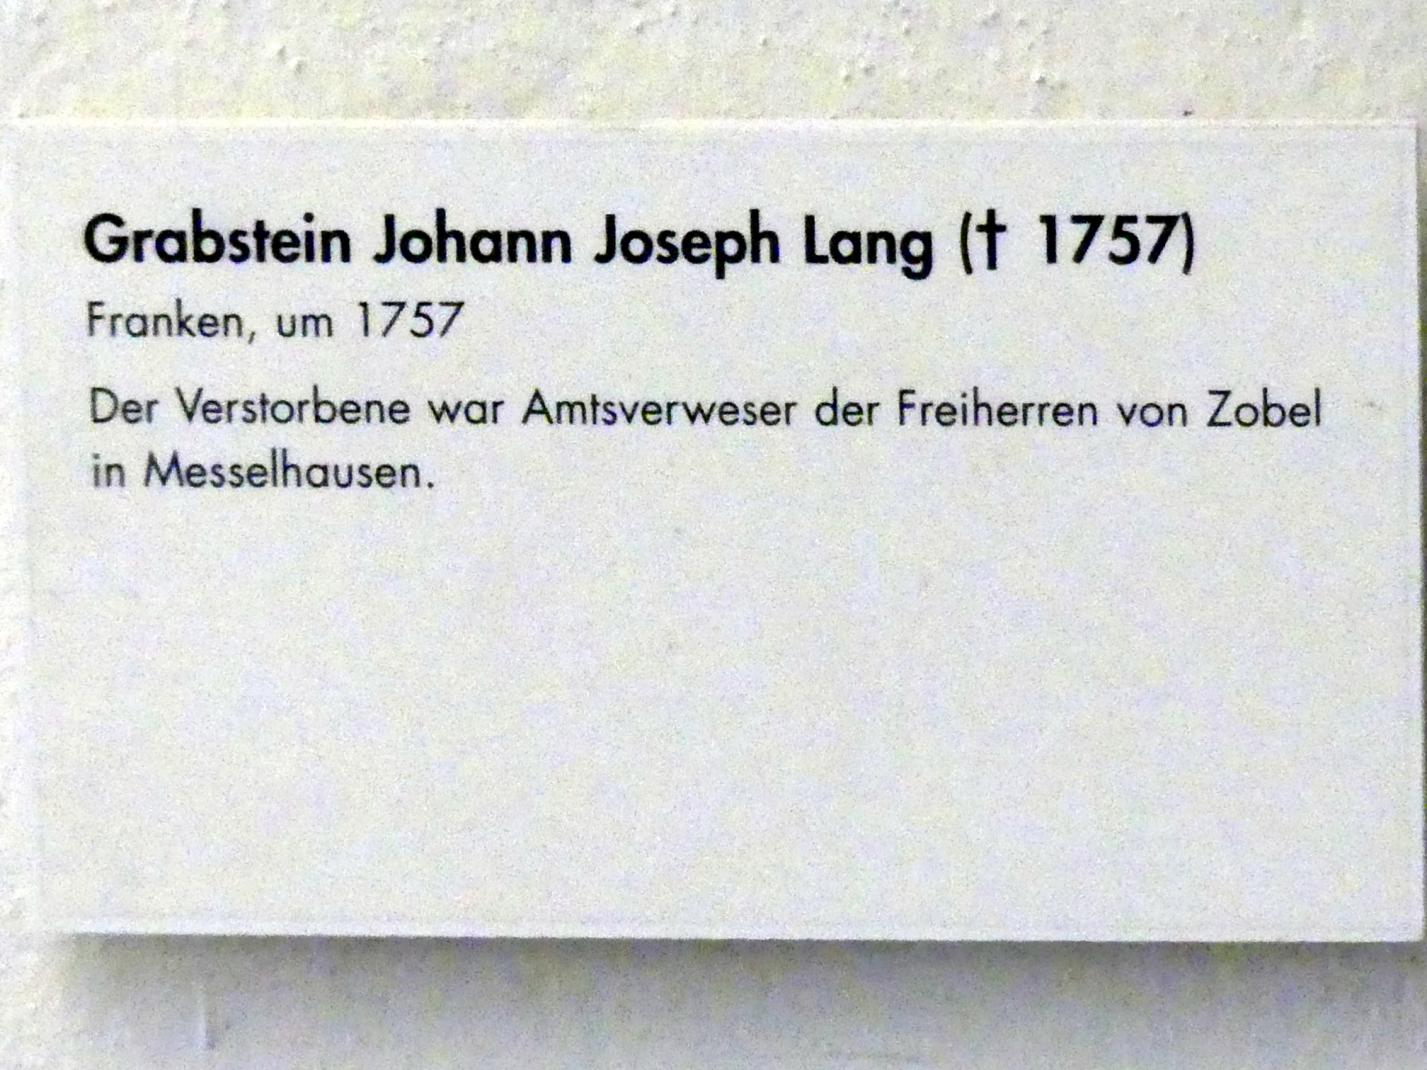 Grabstein Johann Joseph Lang († 1757)
Franken, um 1757
Der Verstorbene war Amtsverweser der Freiherren von Zobel
in Messelhausen.